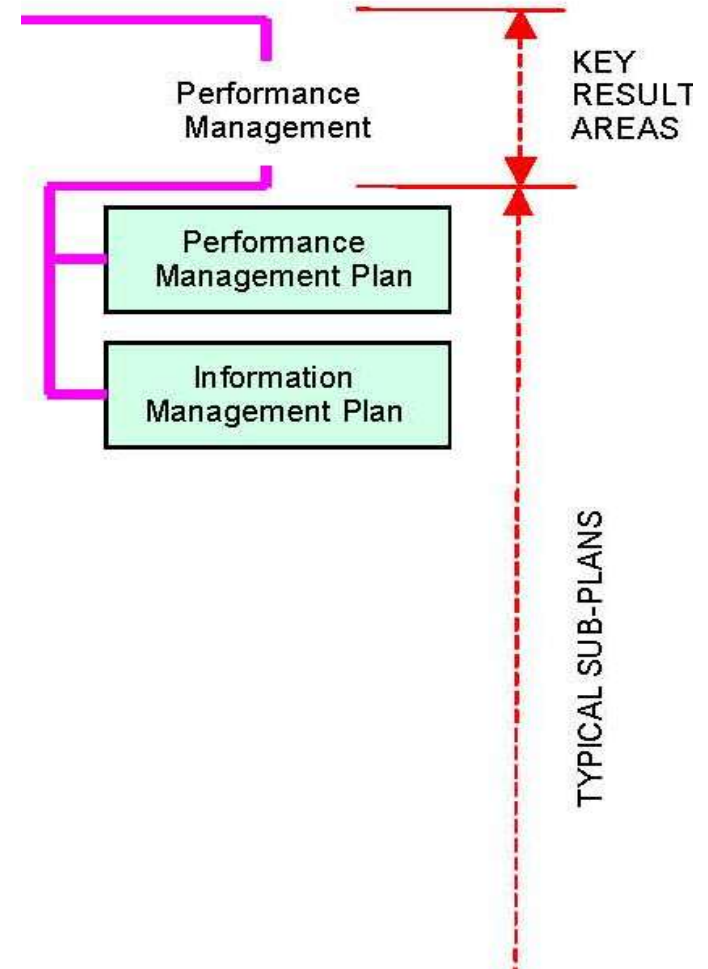 Performance
Management
KEY
RESULT
AREAS
Performance
Management Plan
Information
Management Plan
TYPICAL SUB-PLANS